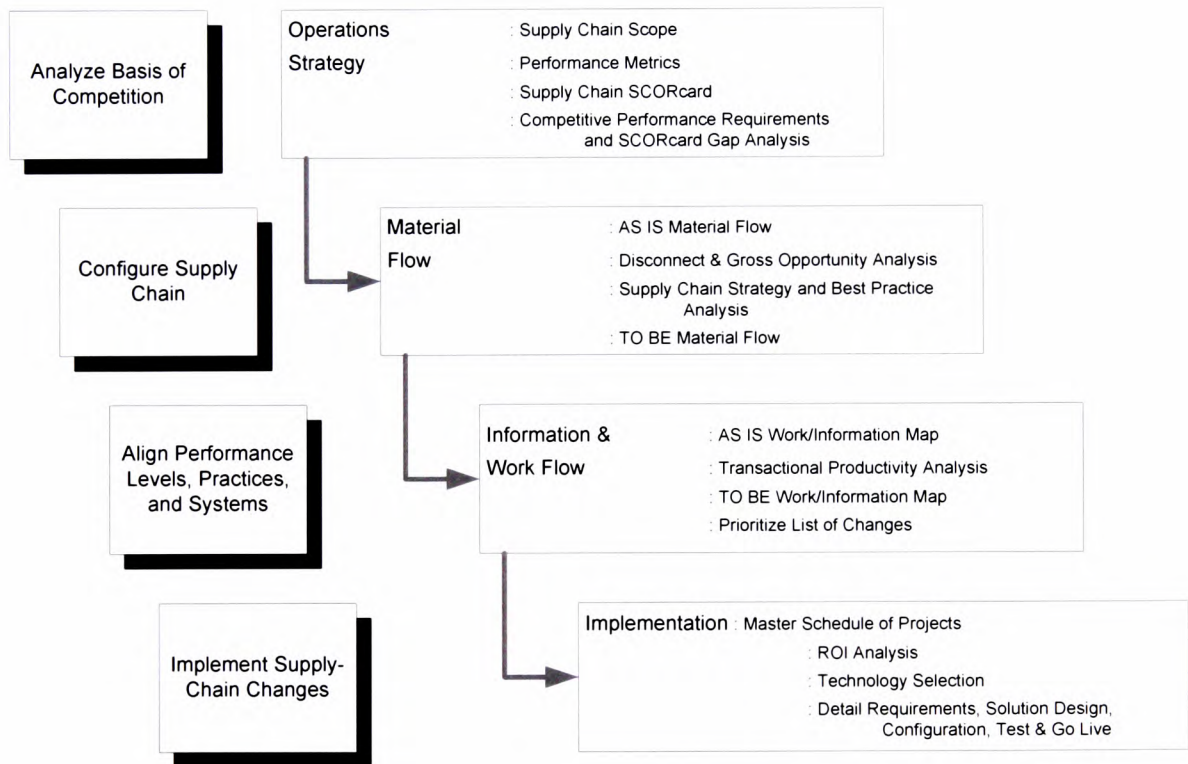 Analyze Basis of
Competition
Operations
Strategy
: Supply Chain Scope
: Performance Metrics
: Supply Chain SCORcard
: Competitive Performance Requirements
and SCORcard Gap Analysis
Configure Supply
Chain
Material
Flow
: AS IS Material Flow
: Disconnect & Gross Opportunity Analysis
: Supply Chain Strategy and Best Practice
Analysis
: TO BE Material Flow
Align Performance
Levels, Practices,
and Systems
Information &
Work Flow
: AS IS Work/Information Map
: Transactional Productivity Analysis
: TO BE Work/Information Map
: Prioritize List of Changes
Implement Supply-
Chain Changes
Implementation : Master Schedule of Projects
: ROI Analysis
: Technology Selection
: Detail Requirements, Solution Design,
Configuration, Test & Go Live